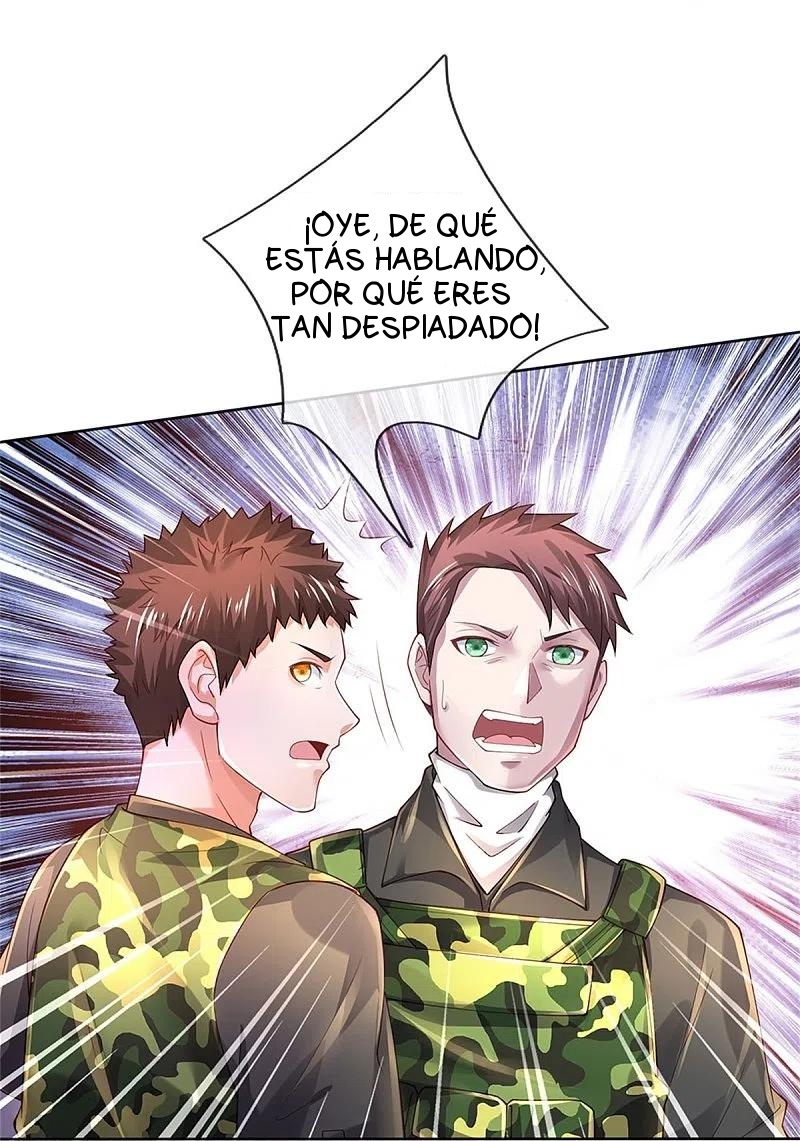 ¡OYE, DE QUÉ
ESTÁS HABLANDO,
POR QUÉ ERES
TAN DESPIADADO!